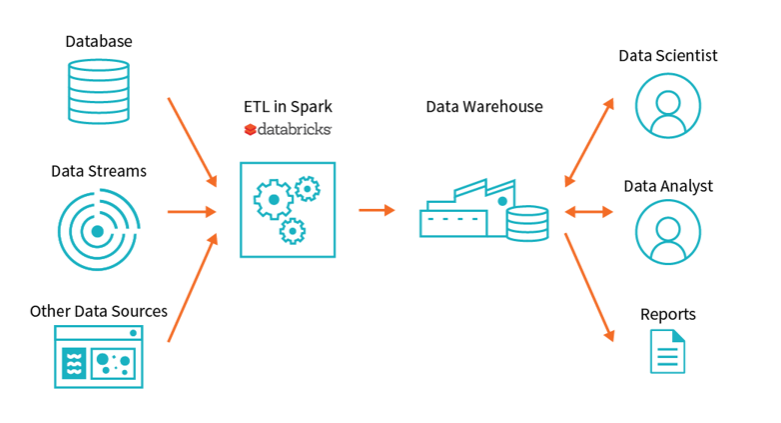 Database
Data Streams
Other Data Sources
ETL in Spark
databricks
Data Warehouse
Data Scientist
Data Analyst
Reports